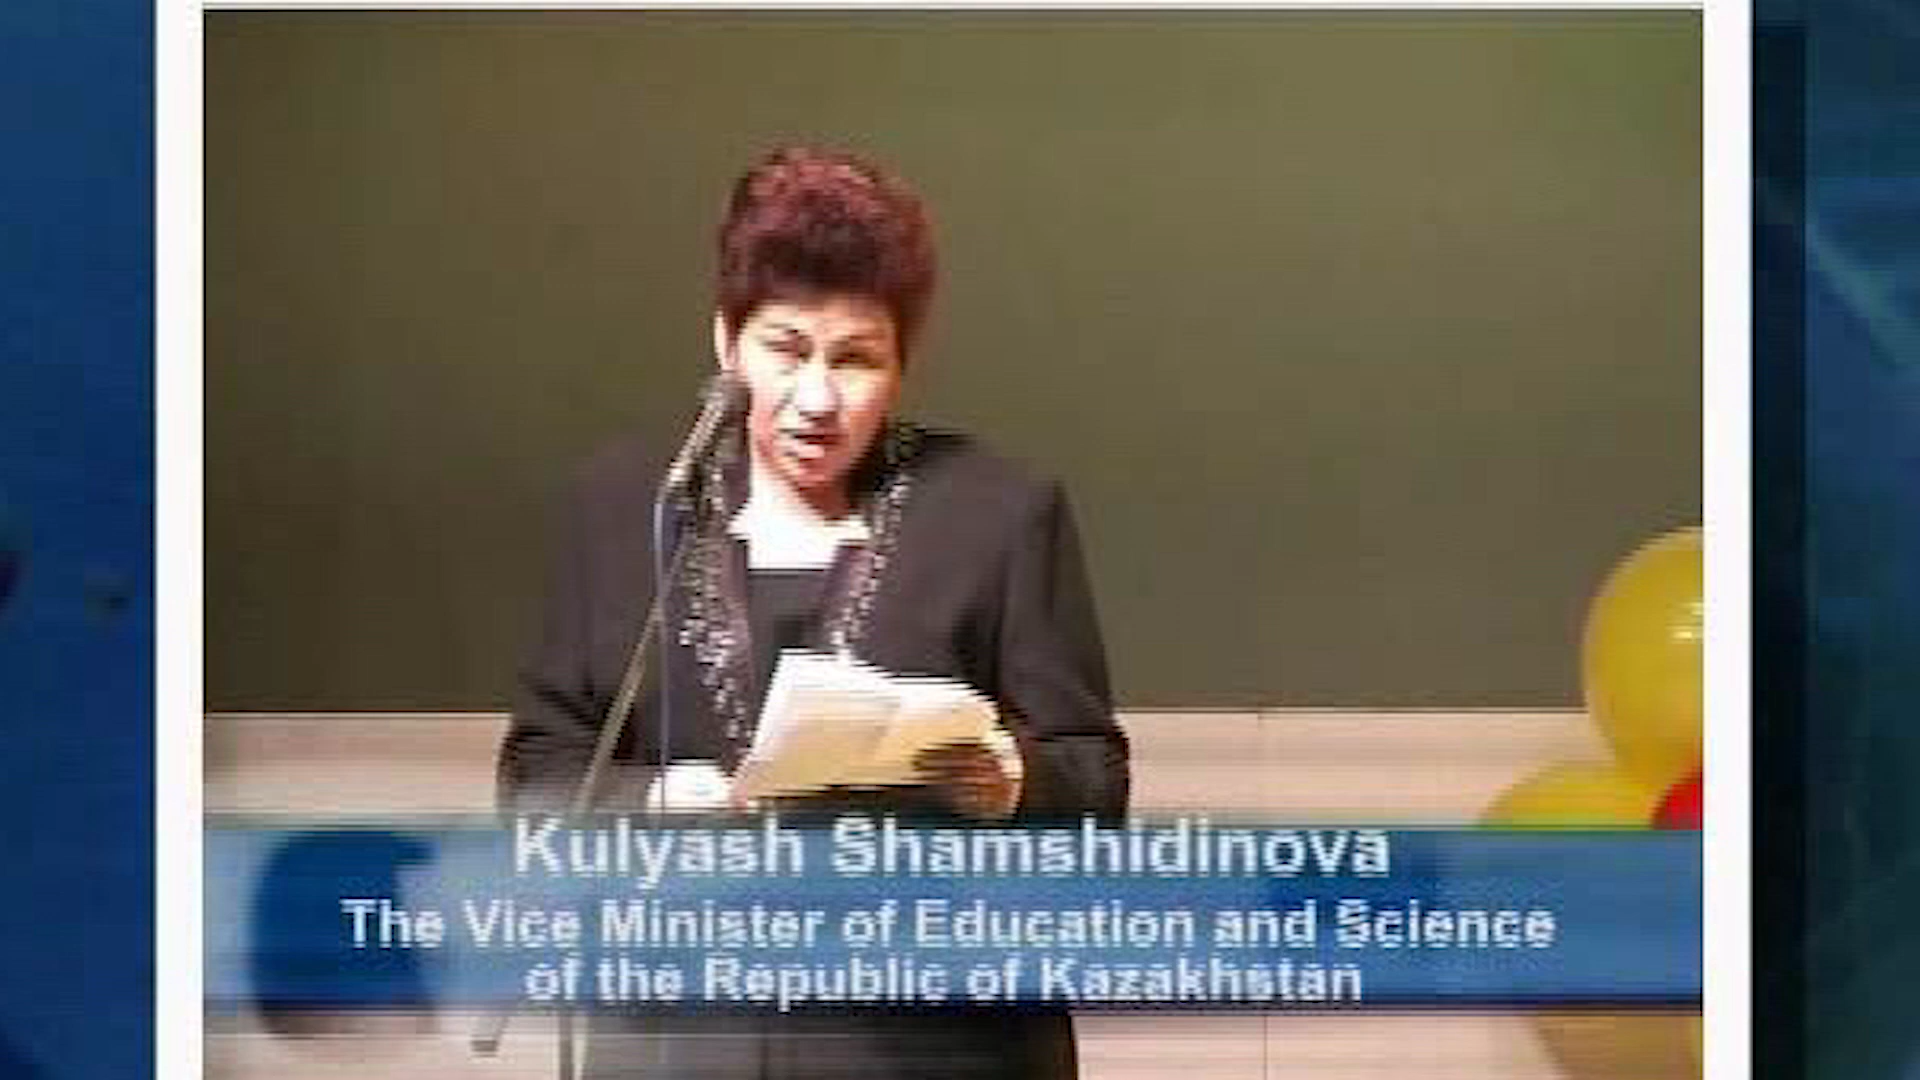 Kulyash Shamshidinova
The Vice Minister of Education and Science
of the Republic of Kazakhstan